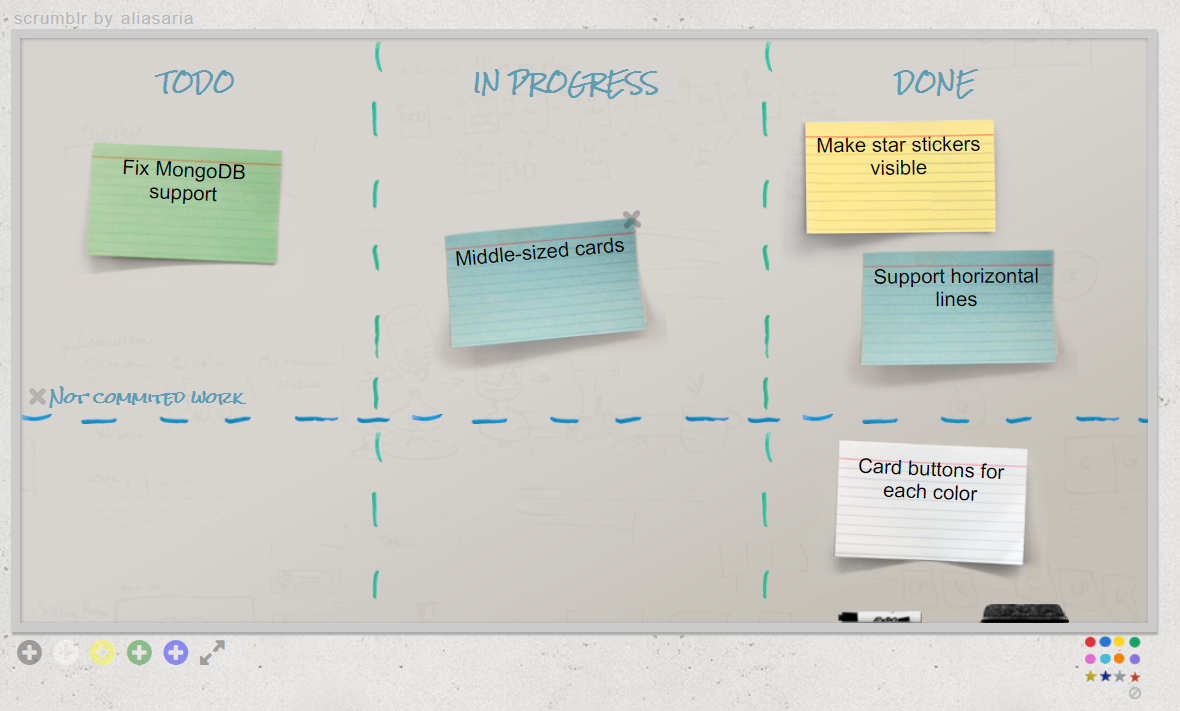 scrumblr by aliasaria
TODO
IN PROGRESS
DONE
Fix MongoDB
support
Middle-sized cards
Make star stickers
visible
Support horizontal
lines
Not commited work
Card buttons for
each color